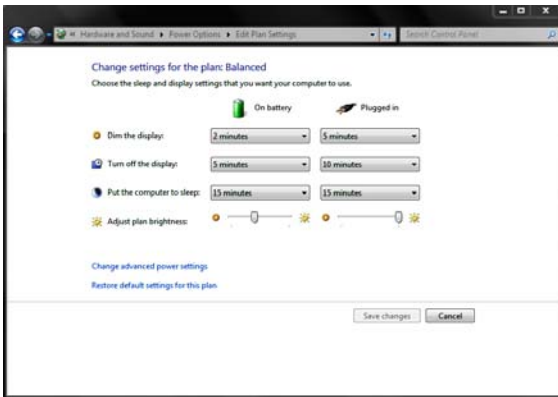 « Hardware and Sound ▸ Power Options ▸ Edit Plan Settings
Search Control Panel
Change settings for the plan: Balanced
Choose the sleep and display settings that you want your computer to use.
On battery Plugged in
Dim the display: 2 minutes 5 minutes
Turn off the display: 5 minutes 10 minutes
Put the computer to sleep: 15 minutes 15 minutes
Adjust plan brightness:
Change advanced power settings
Restore default settings for this plan
Save changes Cancel